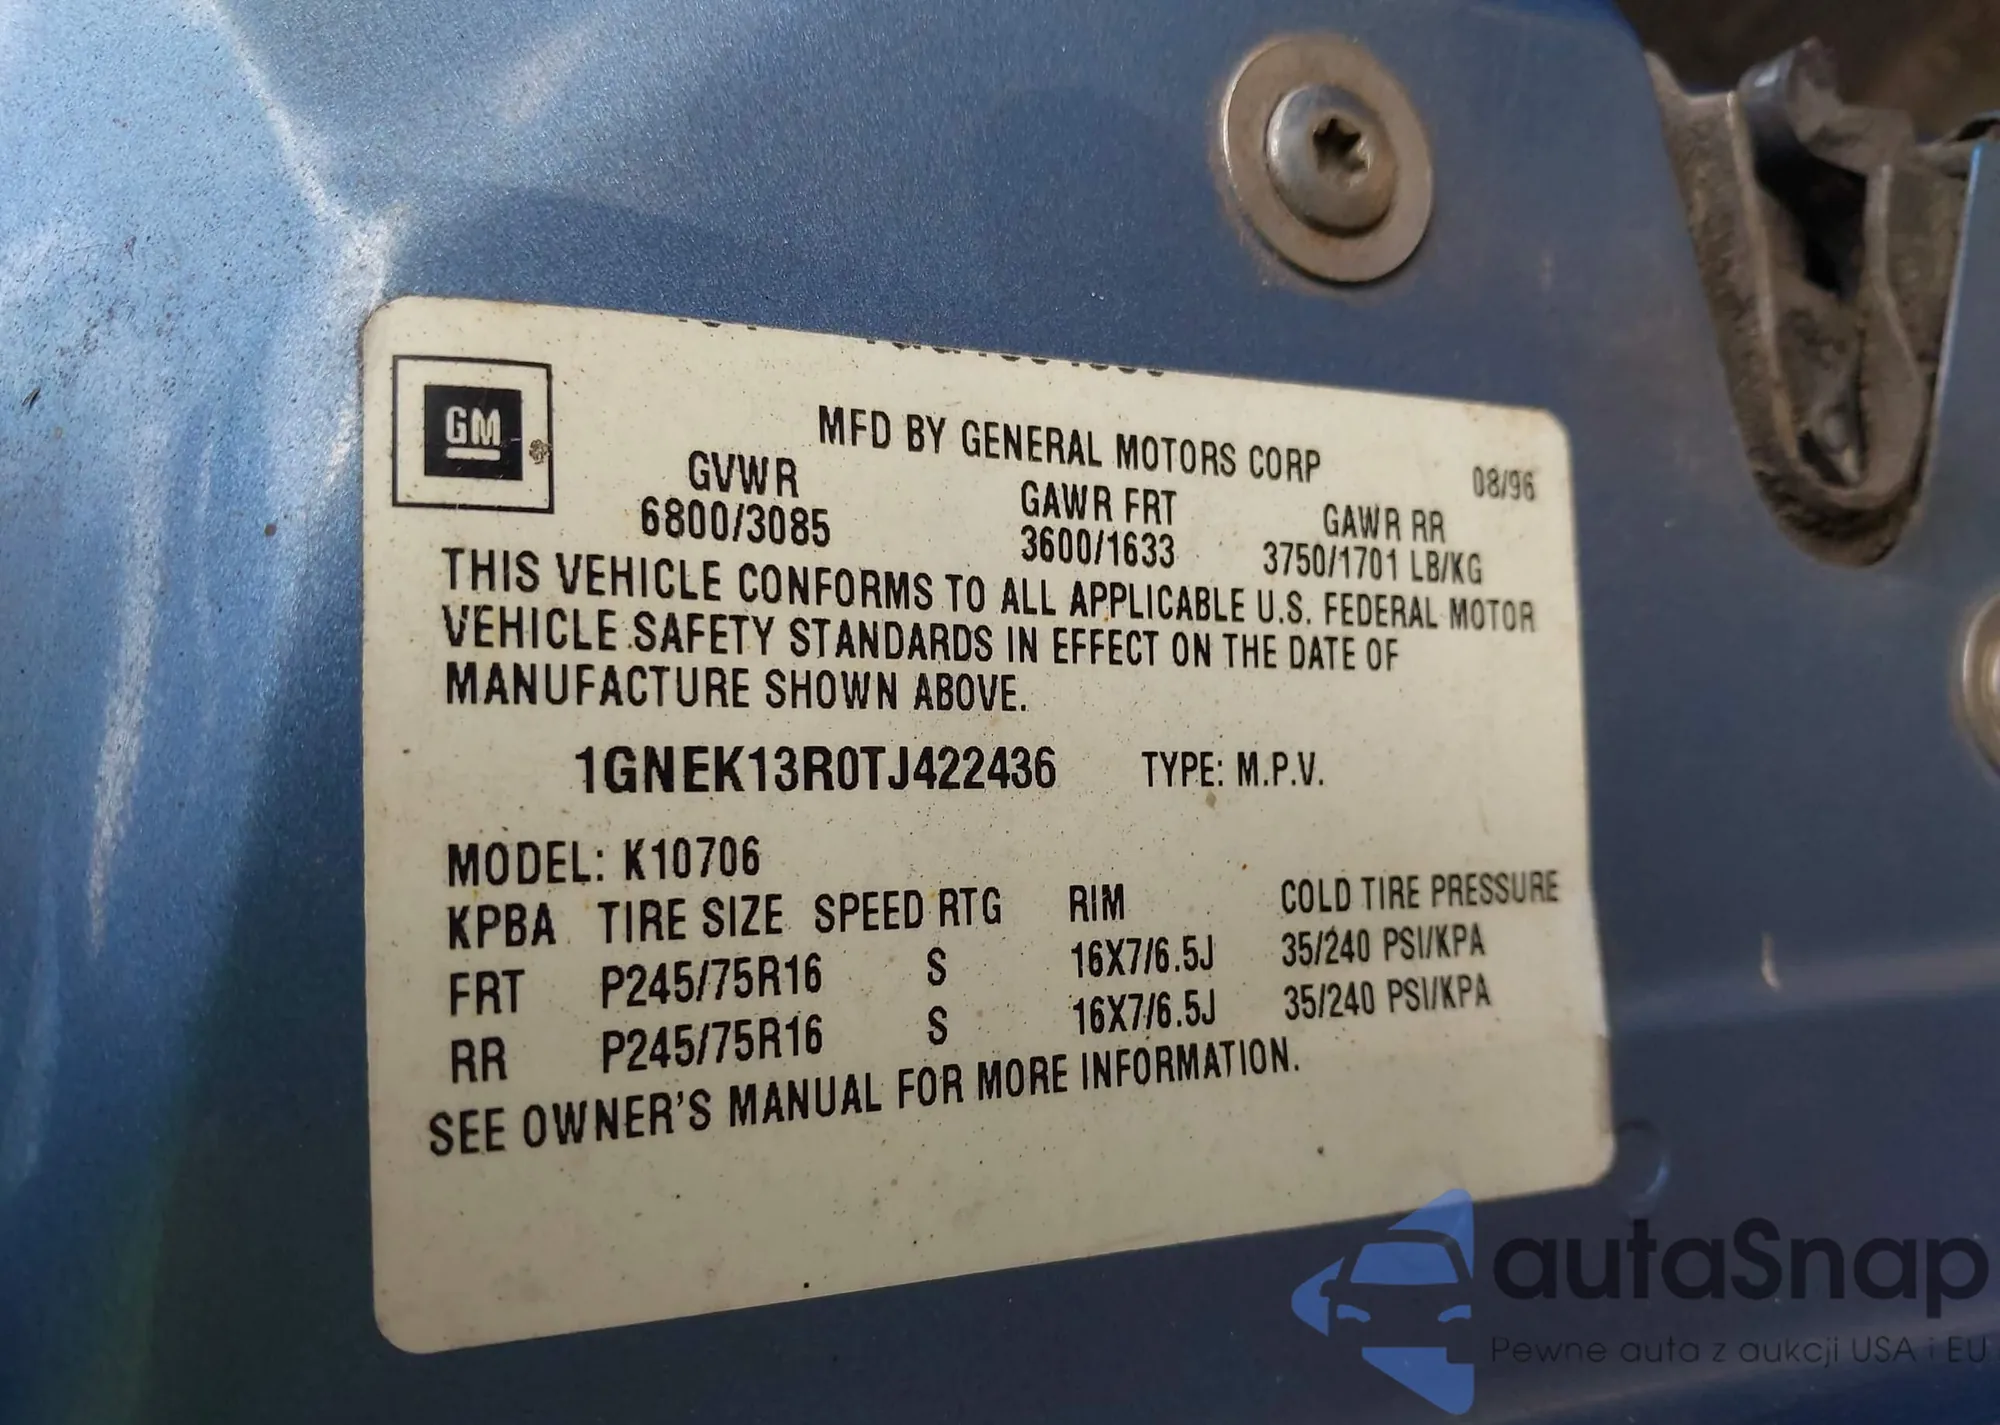 GM
MFD BY GENERAL MOTORS CORP
08/96
GVWR GAWR FRT GAWR RR
6800/3085 3600/1633 3750/1701 LB/KG
THIS VEHICLE CONFORMS TO ALL APPLICABLE U.S. FEDERAL MOTOR
VEHICLE SAFETY STANDARDS IN EFFECT ON THE DATE OF
MANUFACTURE SHOWN ABOVE.
1GNEK13R0TJ422436 TYPE: M.P.V.
MODEL: K10706
KPBA TIRE SIZE SPEED RTG RIM COLD TIRE PRESSURE
FRT P245/75R16 S 16X7/6.5J 35/240 PSI/KPA
RR P245/75R16 S 16X7/6.5J 35/240 PSI/KPA
SEE OWNER'S MANUAL FOR MORE INFORMATION.
autaSnap
Pewne auta z aukcji USA i EU